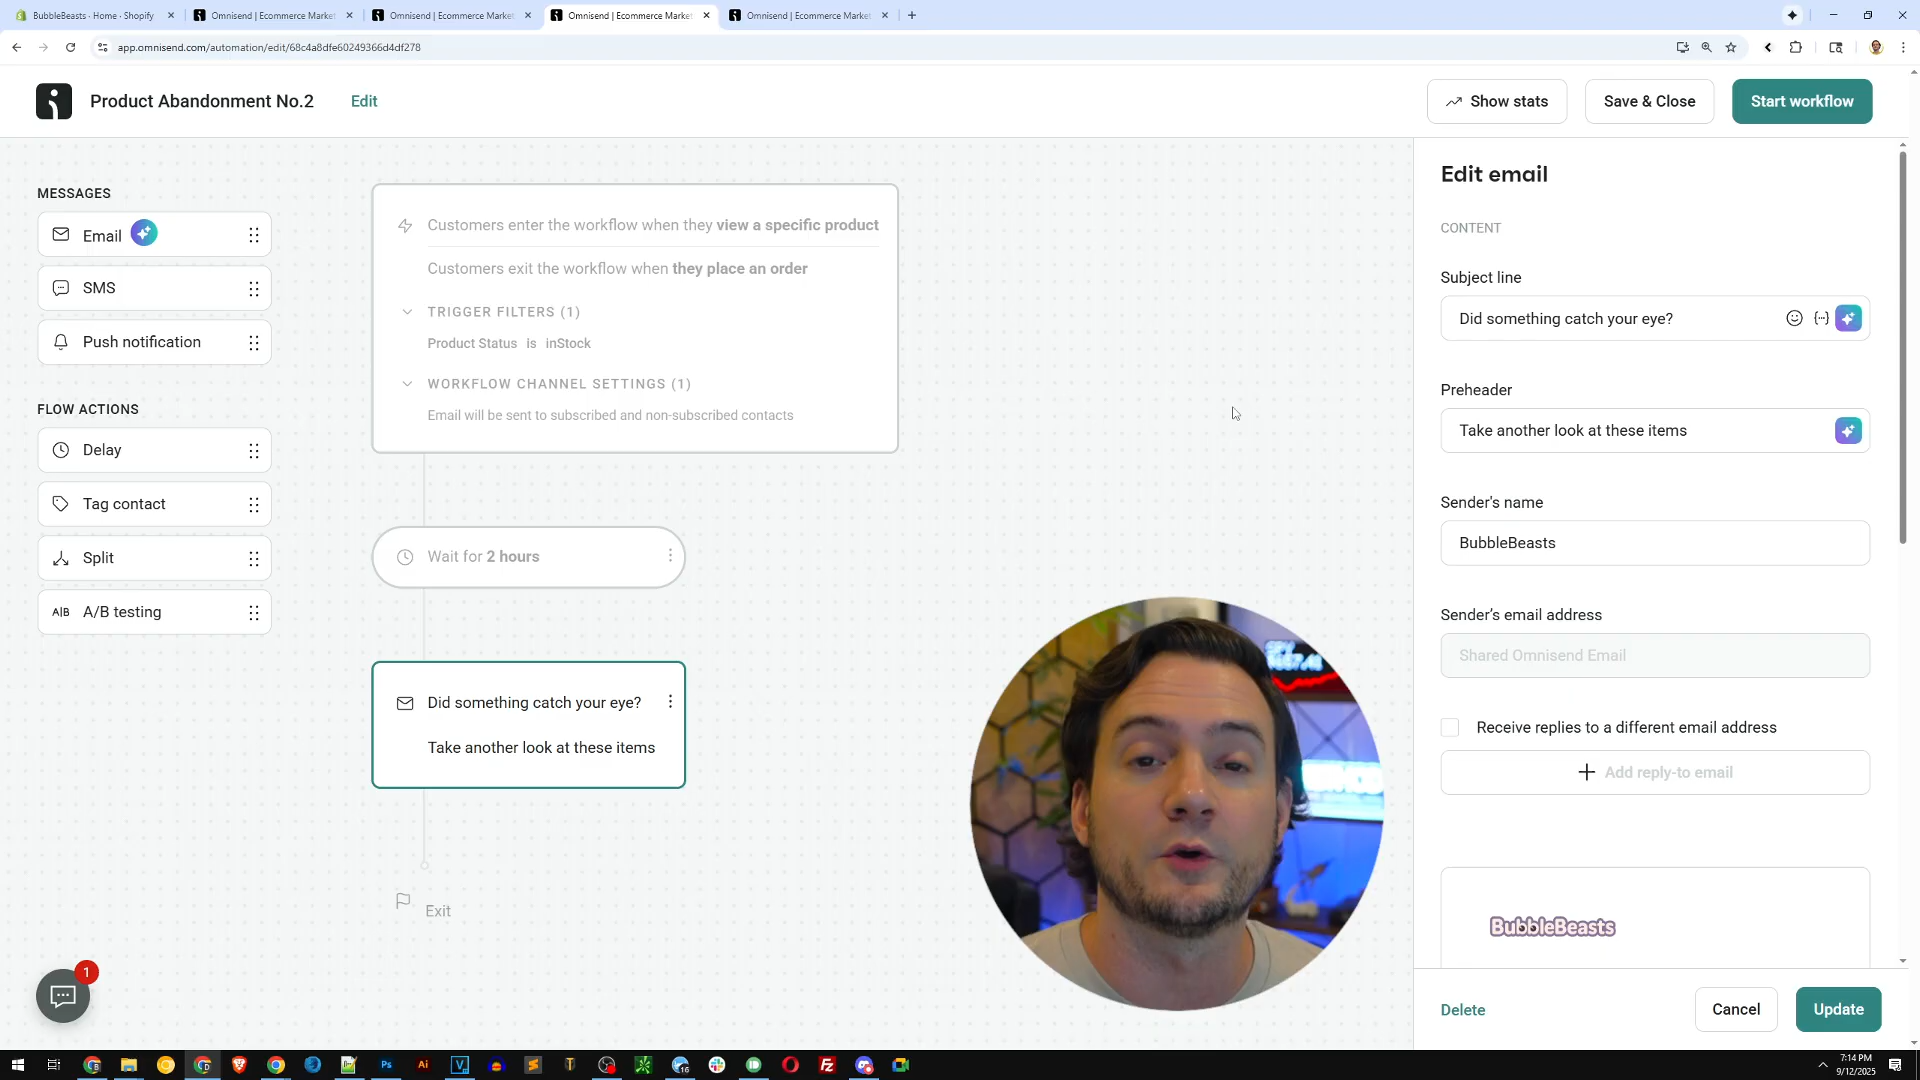 BubbleBeasts · Home · Shopify
Omnisend | Ecommerce Market
Omnisend | Ecommerce Market
Omnisend | Ecommerce Market
Omnisend | Ecommerce Market
app.omnisend.com/automation/edit/68c4a8dfe60249366d4df278
Product Abandonment No.2
Edit
Show stats
Save & Close
Start workflow
MESSAGES
Email
SMS
Push notification
FLOW ACTIONS
Delay
Tag contact
Split
A|B A/B testing
Customers enter the workflow when they view a specific product
Customers exit the workflow when they place an order
TRIGGER FILTERS (1)
Product Status is inStock
WORKFLOW CHANNEL SETTINGS (1)
Email will be sent to subscribed and non-subscribed contacts
Wait for 2 hours
Did something catch your eye?
Take another look at these items
Exit
1
Edit email
CONTENT
Subject line
Did something catch your eye?
Preheader
Take another look at these items
Sender's name
BubbleBeasts
Sender's email address
Shared Omnisend Email
Receive replies to a different email address
Add reply-to email
BubbleBeasts
Delete
Cancel
Update
Ps
Ai
16
7:14 PM
9/12/2025